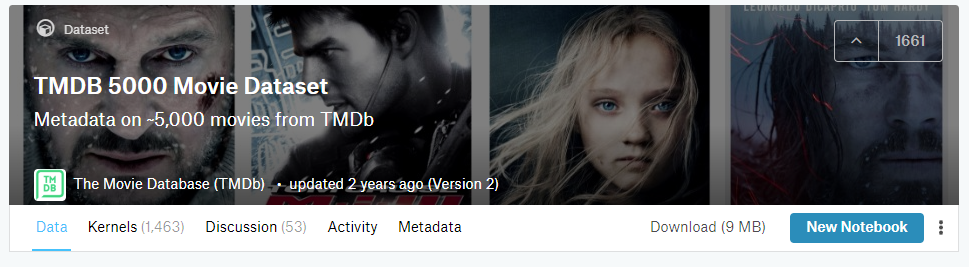 LEONARDO DICAPRIO TOM HARDY
Dataset
1661
TMDB 5000 Movie Dataset
Metadata on ~5,000 movies from TMDb
TM
DB
The Movie Database (TMDb) • updated 2 years ago (Version 2)
Data Kernels (1,463) Discussion (53) Activity Metadata Download (9 MB) New Notebook